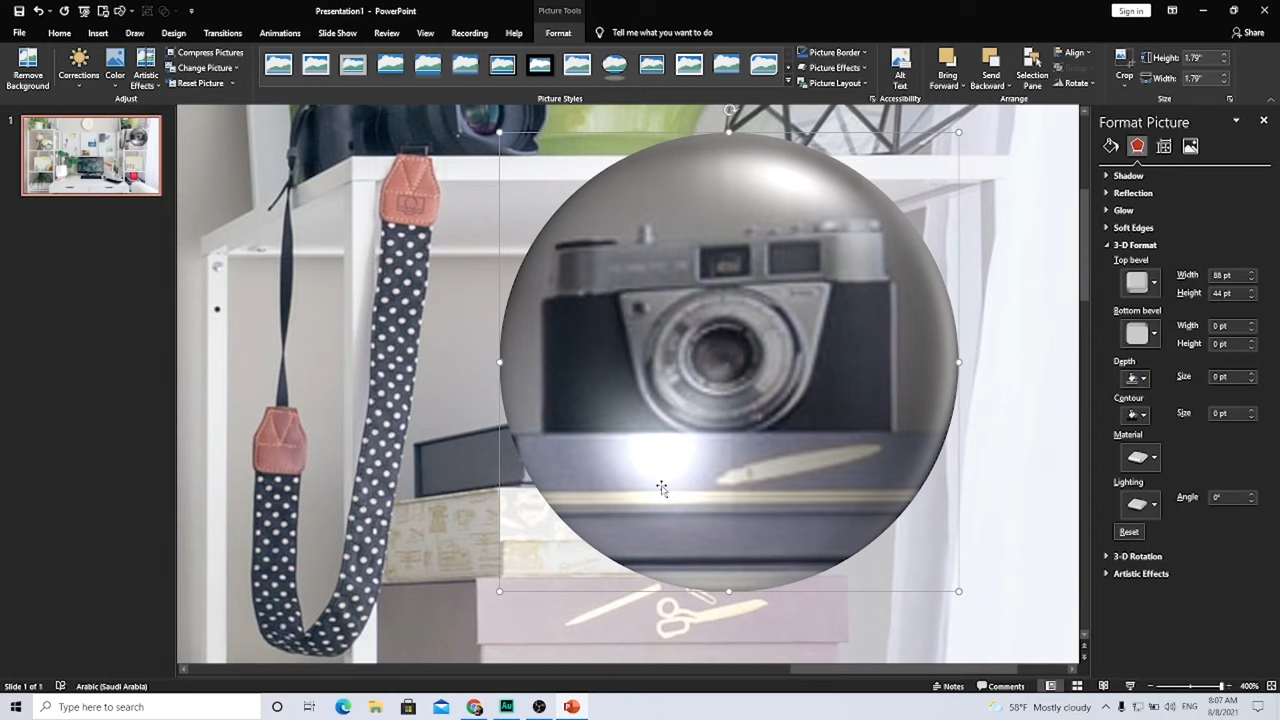 Presentation1 - PowerPoint
Picture Tools
Sign in
File
Home
Insert
Draw
Design
Transitions
Animations
Slide Show
Review
View
Recording
Help
Format
Tell me what you want to do
Share
Remove
Background
Corrections
Color
Artistic
Effects
Compress Pictures
Change Picture
Reset Picture
Adjust
Picture Styles
Picture Border
Picture Effects
Picture Layout
Alt
Text
Accessibility
Bring
Forward
Send
Backward
Selection
Pane
Align
Group
Rotate
Arrange
Crop
Height: 1.79"
Width: 1.79"
Size
1
Format Picture
Shadow
Reflection
Glow
Soft Edges
3-D Format
Top bevel
Width 88 pt
Height 44 pt
Bottom bevel
Width 0 pt
Height 0 pt
Depth
Size 0 pt
Contour
Size 0 pt
Material
Lighting
Angle 0°
Reset
3-D Rotation
Artistic Effects
Slide 1 of 1
Arabic (Saudi Arabia)
Notes
Comments
400%
Type here to search
Au
58°F Mostly cloudy
8:07 AM
8/8/2021